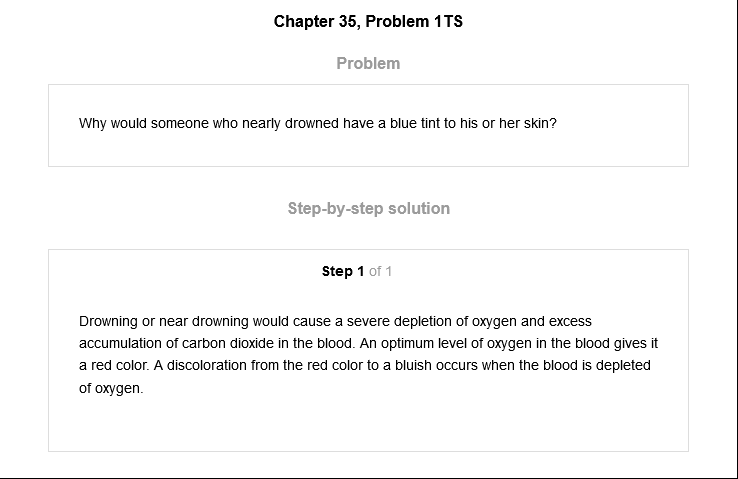 Chapter 35, Problem 1TS
Problem
Why would someone who nearly drowned have a blue tint to his or her skin?
Step-by-step solution
Step 1 of 1
Drowning or near drowning would cause a severe depletion of oxygen and excess
accumulation of carbon dioxide in the blood. An optimum level of oxygen in the blood gives it
a red color. A discoloration from the red color to a bluish occurs when the blood is depleted
of oxygen.